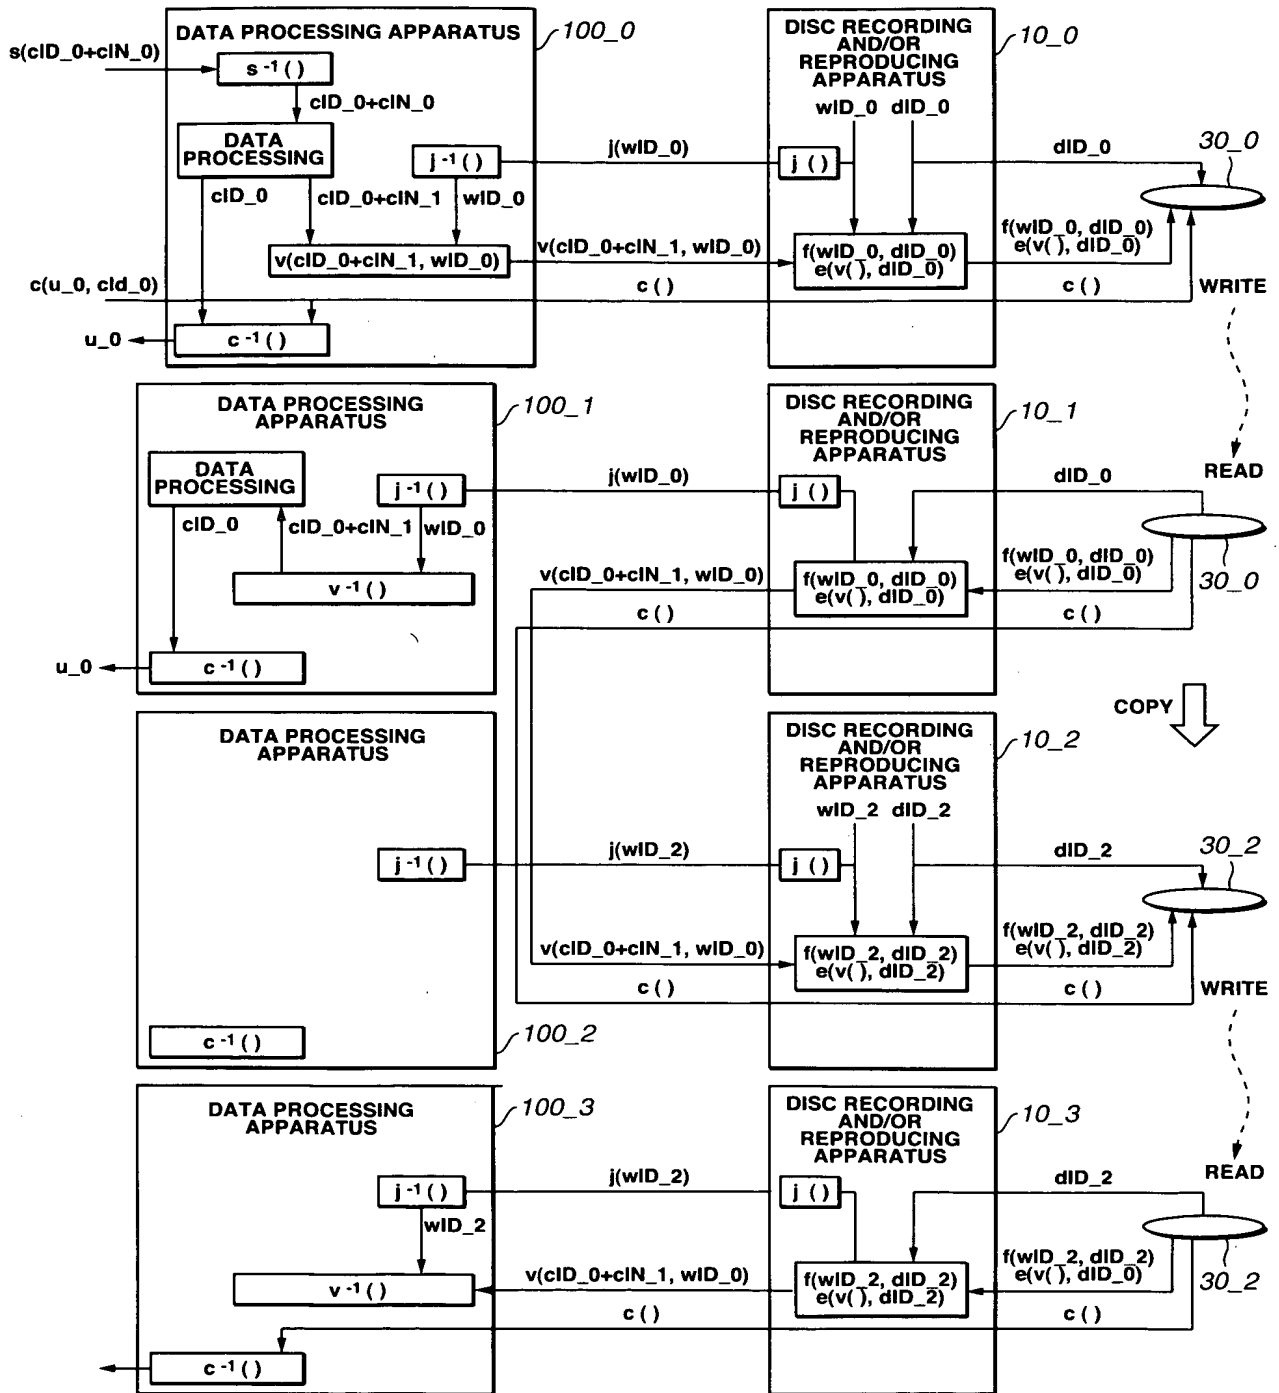 DATA PROCESSING APPARATUS
100_0
s(cID_0+cIN_0)
s -1 ( )
cID_0+cIN_0
DATA
PROCESSING
j -1 ( )
cID_0
cID_0+cIN_1
wID_0
v(cID_0+cIN_1, wID_0)
c(u_0, cId_0)
u_0
c -1 ( )
DISC RECORDING
AND/OR
REPRODUCING
APPARATUS
10_0
wID_0
dID_0
j(wID_0)
j ( )
dID_0
30_0
v(cID_0+cIN_1, wID_0)
f(wID_0, dID_0)
e(v( ), dID_0)
f(wID_0, dID_0)
e(v( ), dID_0)
c ( )
c ( )
WRITE
DATA PROCESSING
APPARATUS
100_1
DATA
PROCESSING
j -1 ( )
cID_0
cID_0+cIN_1
wID_0
v -1 ( )
u_0
c -1 ( )
DISC RECORDING
AND/OR
REPRODUCING
APPARATUS
10_1
READ
j(wID_0)
j ( )
dID_0
v(cID_0+cIN_1, wID_0)
f(wID_0, dID_0)
e(v( ), dID_0)
f(wID_0, dID_0)
e(v( ), dID_0)
30_0
c ( )
c ( )
COPY
DATA PROCESSING
APPARATUS
j -1 ( )
c -1 ( )
100_2
DISC RECORDING
AND/OR
REPRODUCING
APPARATUS
10_2
wID_2
dID_2
j(wID_2)
j ( )
dID_2
30_2
v(cID_0+cIN_1, wID_0)
f(wID_2, dID_2)
e(v( ), dID_2)
f(wID_2, dID_2)
e(v( ), dID_2)
c ( )
c ( )
WRITE
DATA PROCESSING
APPARATUS
100_3
j -1 ( )
wID_2
v -1 ( )
c -1 ( )
DISC RECORDING
AND/OR
REPRODUCING
APPARATUS
10_3
READ
j(wID_2)
j ( )
dID_2
v(cID_0+cIN_1, wID_0)
f(wID_2, dID_2)
e(v( ), dID_2)
f(wID_2, dID_2)
e(v( ), dID_0)
30_2
c ( )
c ( )